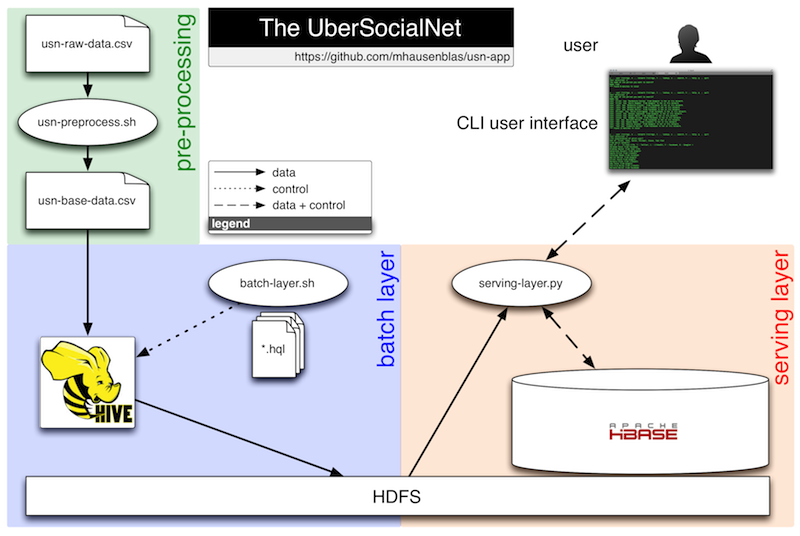 usn-raw-data.csv
usn-preprocess.sh
usn-base-data.csv
pre-processing
The UberSocialNet
https://github.com/mhausenblas/usn-app
data
control
data + control
legend
user
CLI user interface
batch-layer.sh
*.hql
batch layer
HIVE
serving-layer.py
serving layer
APACHE
HBASE
HDFS